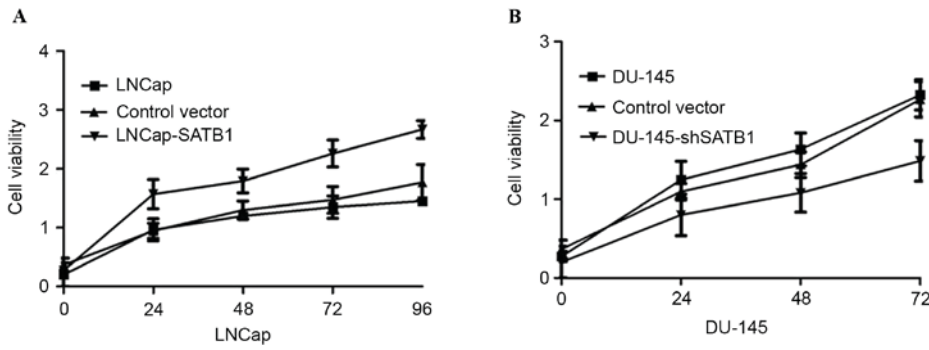 A
Cell viability
4
3
2
1
0
LNCap
Control vector
LNCap-SATB1
0 24 48 72 96
LNCap
B
Cell viability
3
2
1
0
DU-145
Control vector
DU-145-shSATB1
0 24 48 72
DU-145